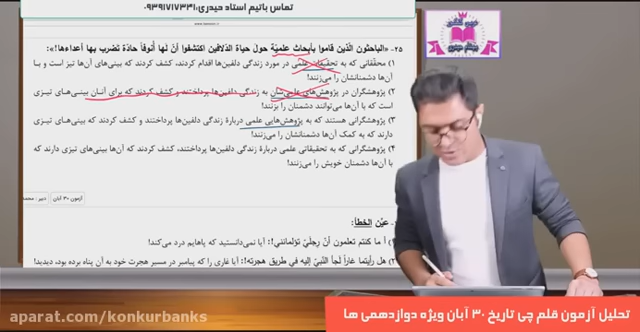 تماس باتیم استاد حیدری:۰۹۳۹۱۷۱۷۳۴۱
۲۵- «الباحثون الّذین قاموا بأبحاث علمیّة حول حیاة الدّلافین اکتشفوا أنّ لها أنوفاً حادّة تضرب بها أعداءها!»:
۱) محقّقانی که به تحقیقات علمی در مورد زندگی دلفین‌ها اقدام کردند، کشف کردند که بینی‌های آن‌ها تیز است و با
آن‌ها دشمنانشان را می‌زنند!
۲) پژوهشگران در پژوهش‌های علمی‌شان به زندگی دلفین‌ها پرداختند و کشف کردند که برای آنان بینی‌های تیزی
است که با آن‌ها می‌توانند دشمنان را بزنند!
۳) پژوهشگرانی هستند که به پژوهش‌هایی علمی دربارهٔ زندگی دلفین‌ها پرداختند و کشف کردند که بینی‌های تیزی
دارند که به کمک آن‌ها دشمنانشان را می‌زنند!
۴) پژوهشگرانی که به تحقیقاتی علمی دربارهٔ زندگی دلفین‌ها پرداختند، کشف کردند که آن‌ها بینی‌های تیزی دارند که
با آن‌ها دشمنان خویش را می‌زنند!
آزمون ۳۰ آبان
عیّن الخطأ:
۱) أ ما کنتم تعلمون أنّ رجلَيَّ تؤلمانني!: آیا نمی‌دانستید که پاهایم درد می‌کند!
هل رأیتما غاراً لجأ النّبيّ إلیه في طریق هجرته!: آیا غاری را که پیامبر در مسیر هجرت خود به آن پناه برده بود، دیدید!
تحلیل آزمون قلم چی تاریخ ۳۰ آبان ویژه دوازدهمی ها
aparat.com/konkurbanks